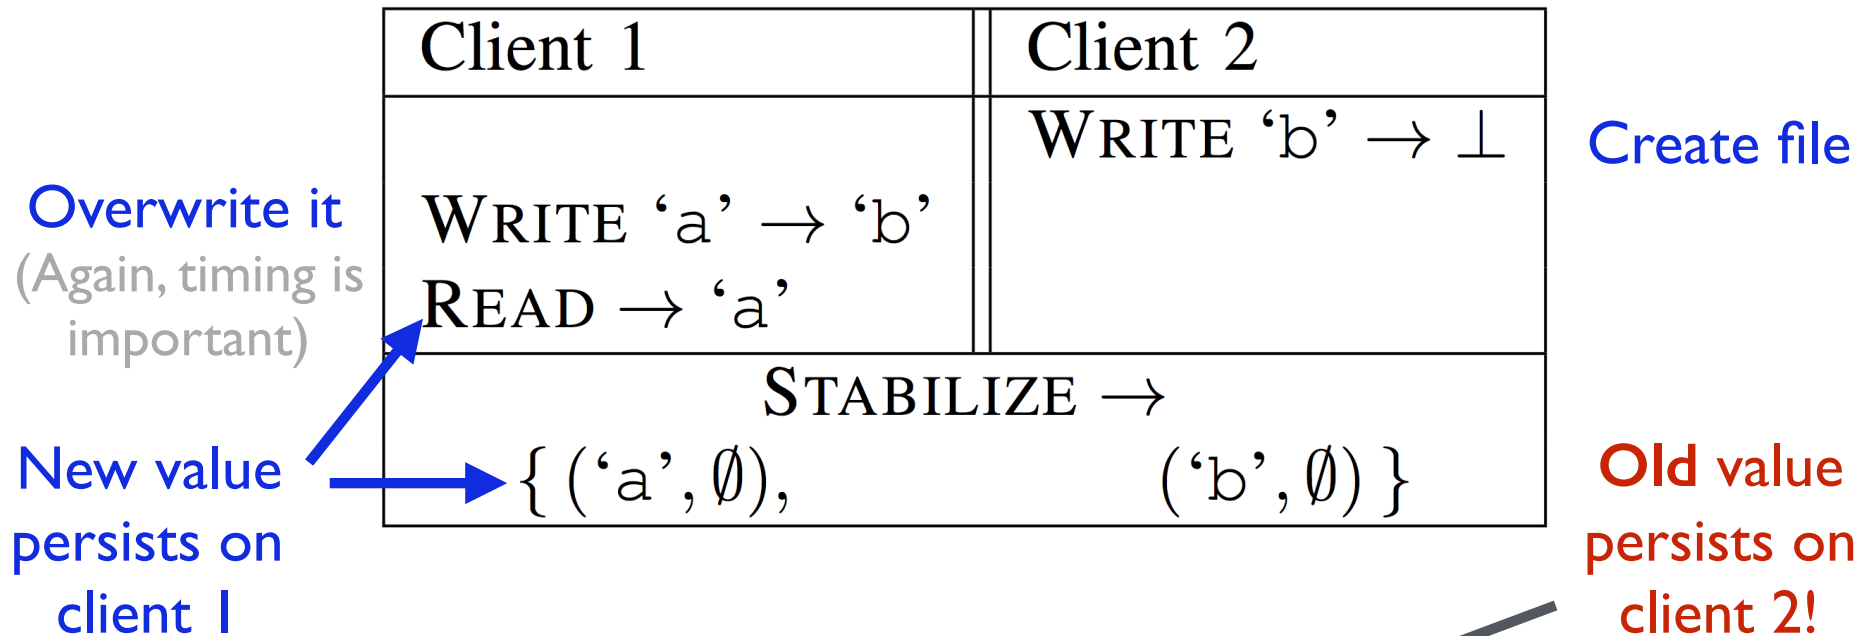 Client 1 Client 2
WRITE ‘b’ → ⊥
Create file
Overwrite it
(Again, timing is
important)
WRITE ‘a’ → ‘b’
READ → ‘a’
STABILIZE →
{ (‘a’, ∅), (‘b’, ∅) }
New value
persists on
client 1
Old value
persists on
client 2!